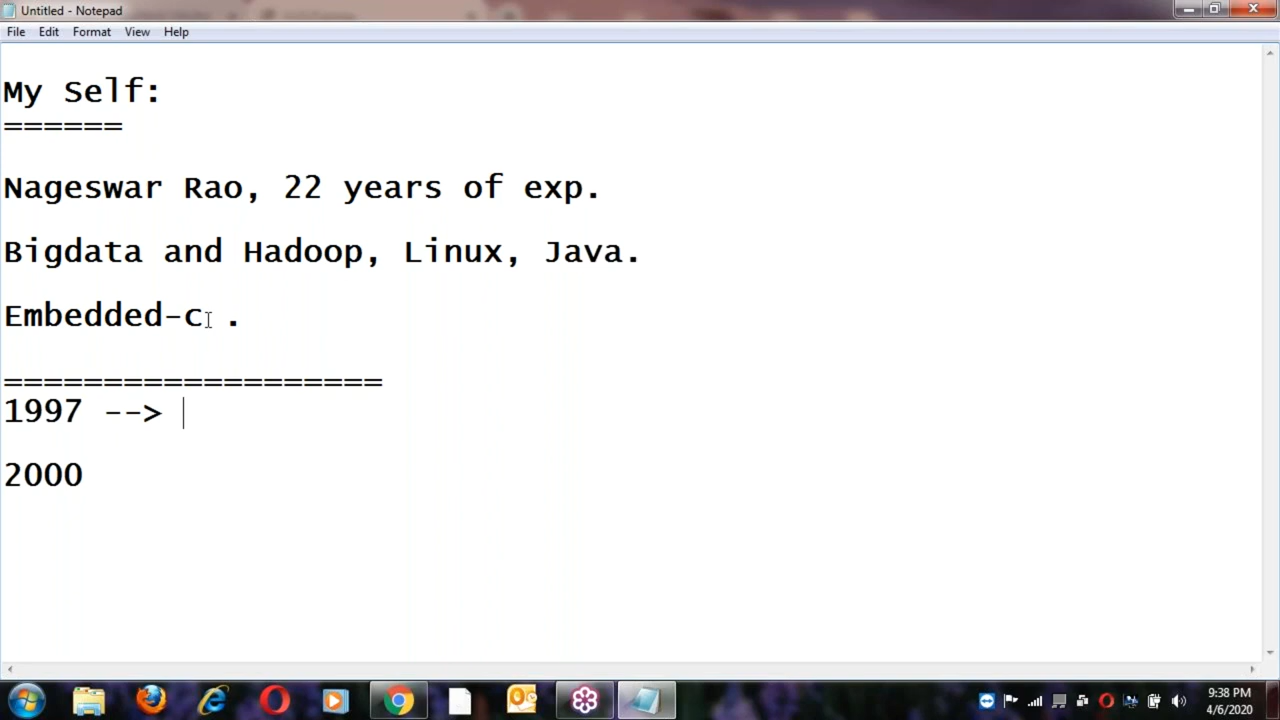 Untitled - Notepad
File Edit Format View Help
My Self:
======
Nageswar Rao, 22 years of exp.
Bigdata and Hadoop, Linux, Java.
Embedded-c .
===================
1997 -->
2000
9:38 PM
4/6/2020